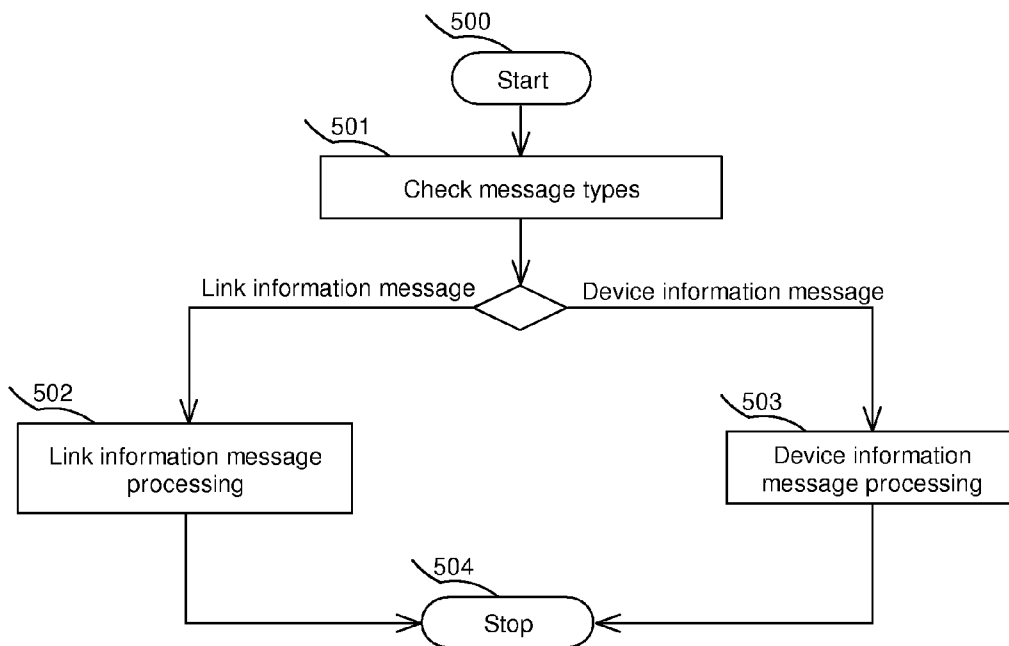 500
Start
501
Check message types
Link information message
Device information message
502
Link information message
processing
503
Device information
message processing
504
Stop